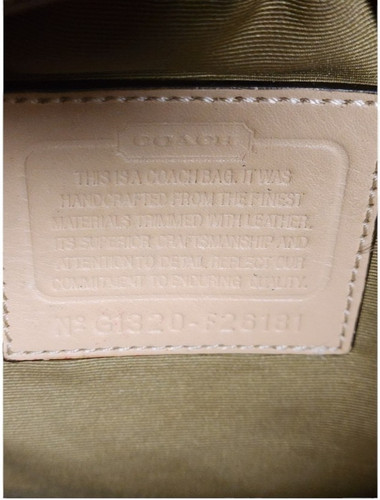 COACH
THIS IS A COACH BAG. IT WAS
HANDCRAFTED FROM THE FINEST
MATERIALS, TRIMMED WITH LEATHER.
ITS EXTERIOR CRAFTSMANSHIP AND
ATTENTION TO DETAIL REFLECT OUR
COMMITMENT TO ENDURING QUALITY.
Nº G1320-F26181